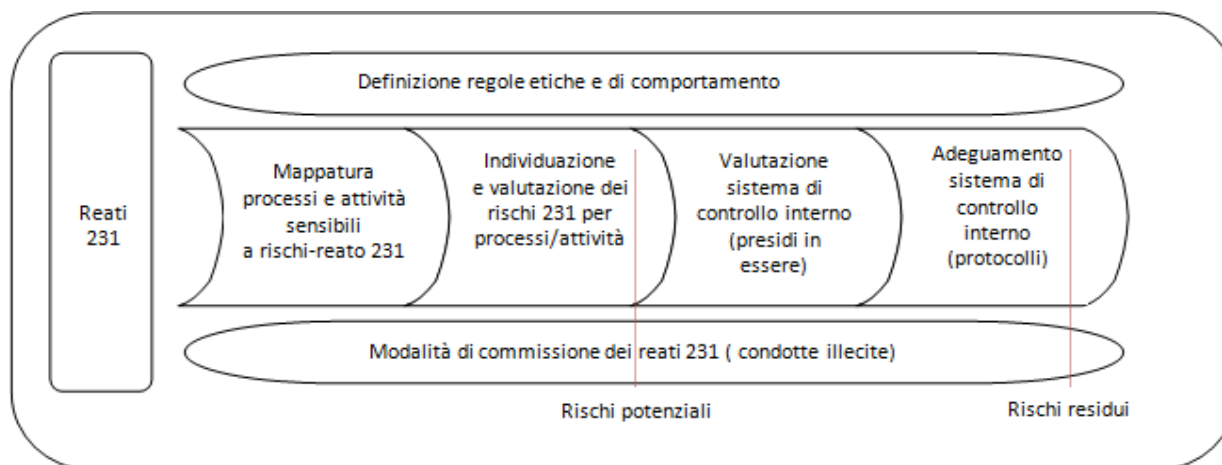 Definizione regole etiche e di comportamento
Reati
231
Mappatura
processi e attività
sensibili
a rischi-reato 231
Individuazione
e valutazione dei
rischi 231 per
processi/attività
Valutazione
sistema di
controllo interno
(presidi in
essere)
Adeguamento
sistema di
controllo
interno
(protocolli)
Modalità di commissione dei reati 231 ( condotte illecite)
Rischi potenziali
Rischi residui